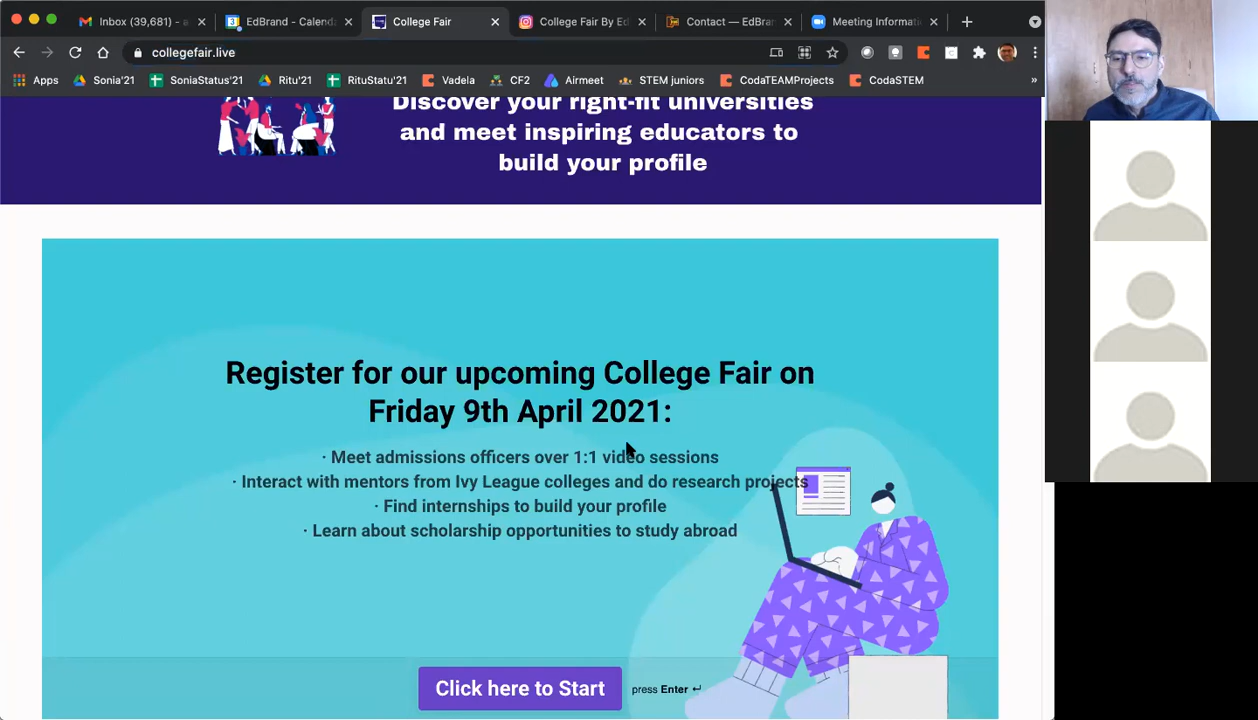 Inbox (39,681) - a
EdBrand - Calenda
College Fair
College Fair By Ed
Contact — EdBran
Meeting Informati
collegefair.live
Apps
Sonia'21
SoniaStatus'21
Ritu'21
RituStatu'21
Vadela
CF2
Airmeet
STEM juniors
CodaTEAMProjects
CodaSTEM
»
Discover your right-fit universities
and meet inspiring educators to
build your profile
Register for our upcoming College Fair on
Friday 9th April 2021:
· Meet admissions officers over 1:1 video sessions
· Interact with mentors from Ivy League colleges and do research projects
· Find internships to build your profile
· Learn about scholarship opportunities to study abroad
Click here to Start
press Enter ↵